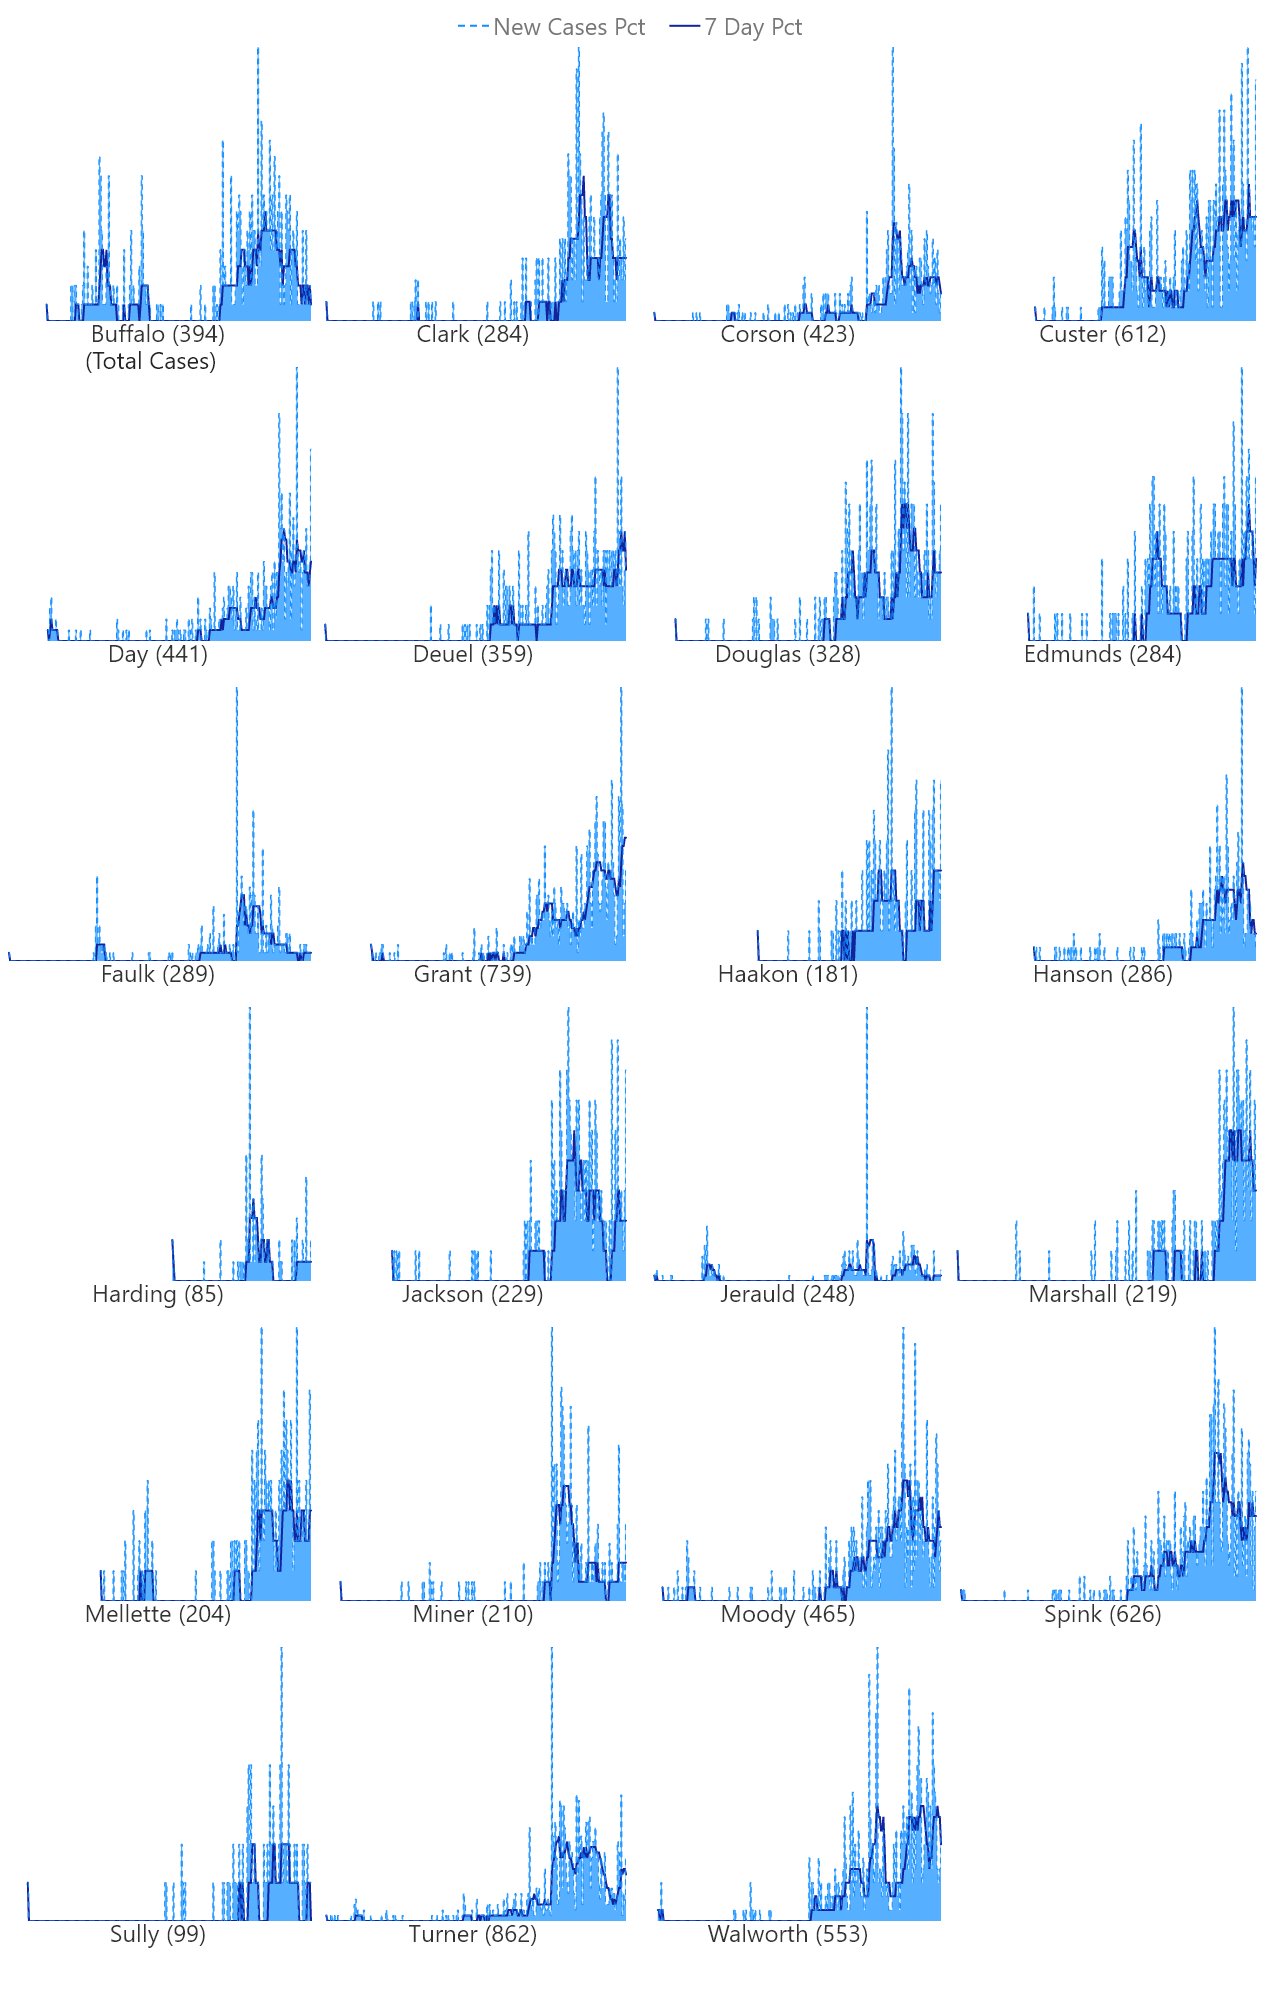 New Cases Pct 7 Day Pct
Buffalo (394) Clark (284) Corson (423) Custer (612)
(Total Cases)
Day (441) Deuel (359) Douglas (328) Edmunds (284)
Faulk (289) Grant (739) Haakon (181) Hanson (286)
Harding (85) Jackson (229) Jerauld (248) Marshall (219)
Mellette (204) Miner (210) Moody (465) Spink (626)
Sully (99) Turner (862) Walworth (553)